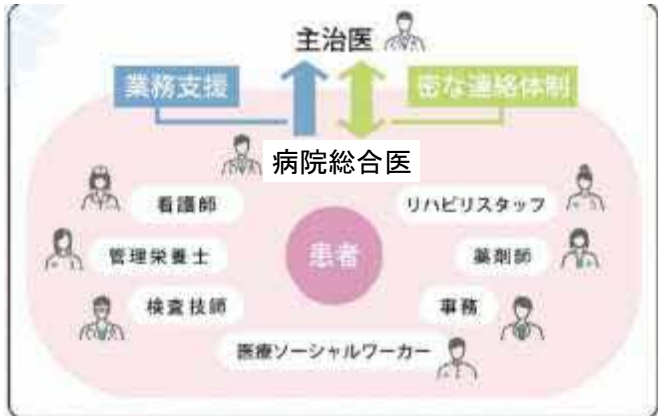 主治医
業務支援
密な連絡体制
病院総合医
看護師
リハビリスタッフ
管理栄養士
患者
薬剤師
検査技師
事務
医療ソーシャルワーカー